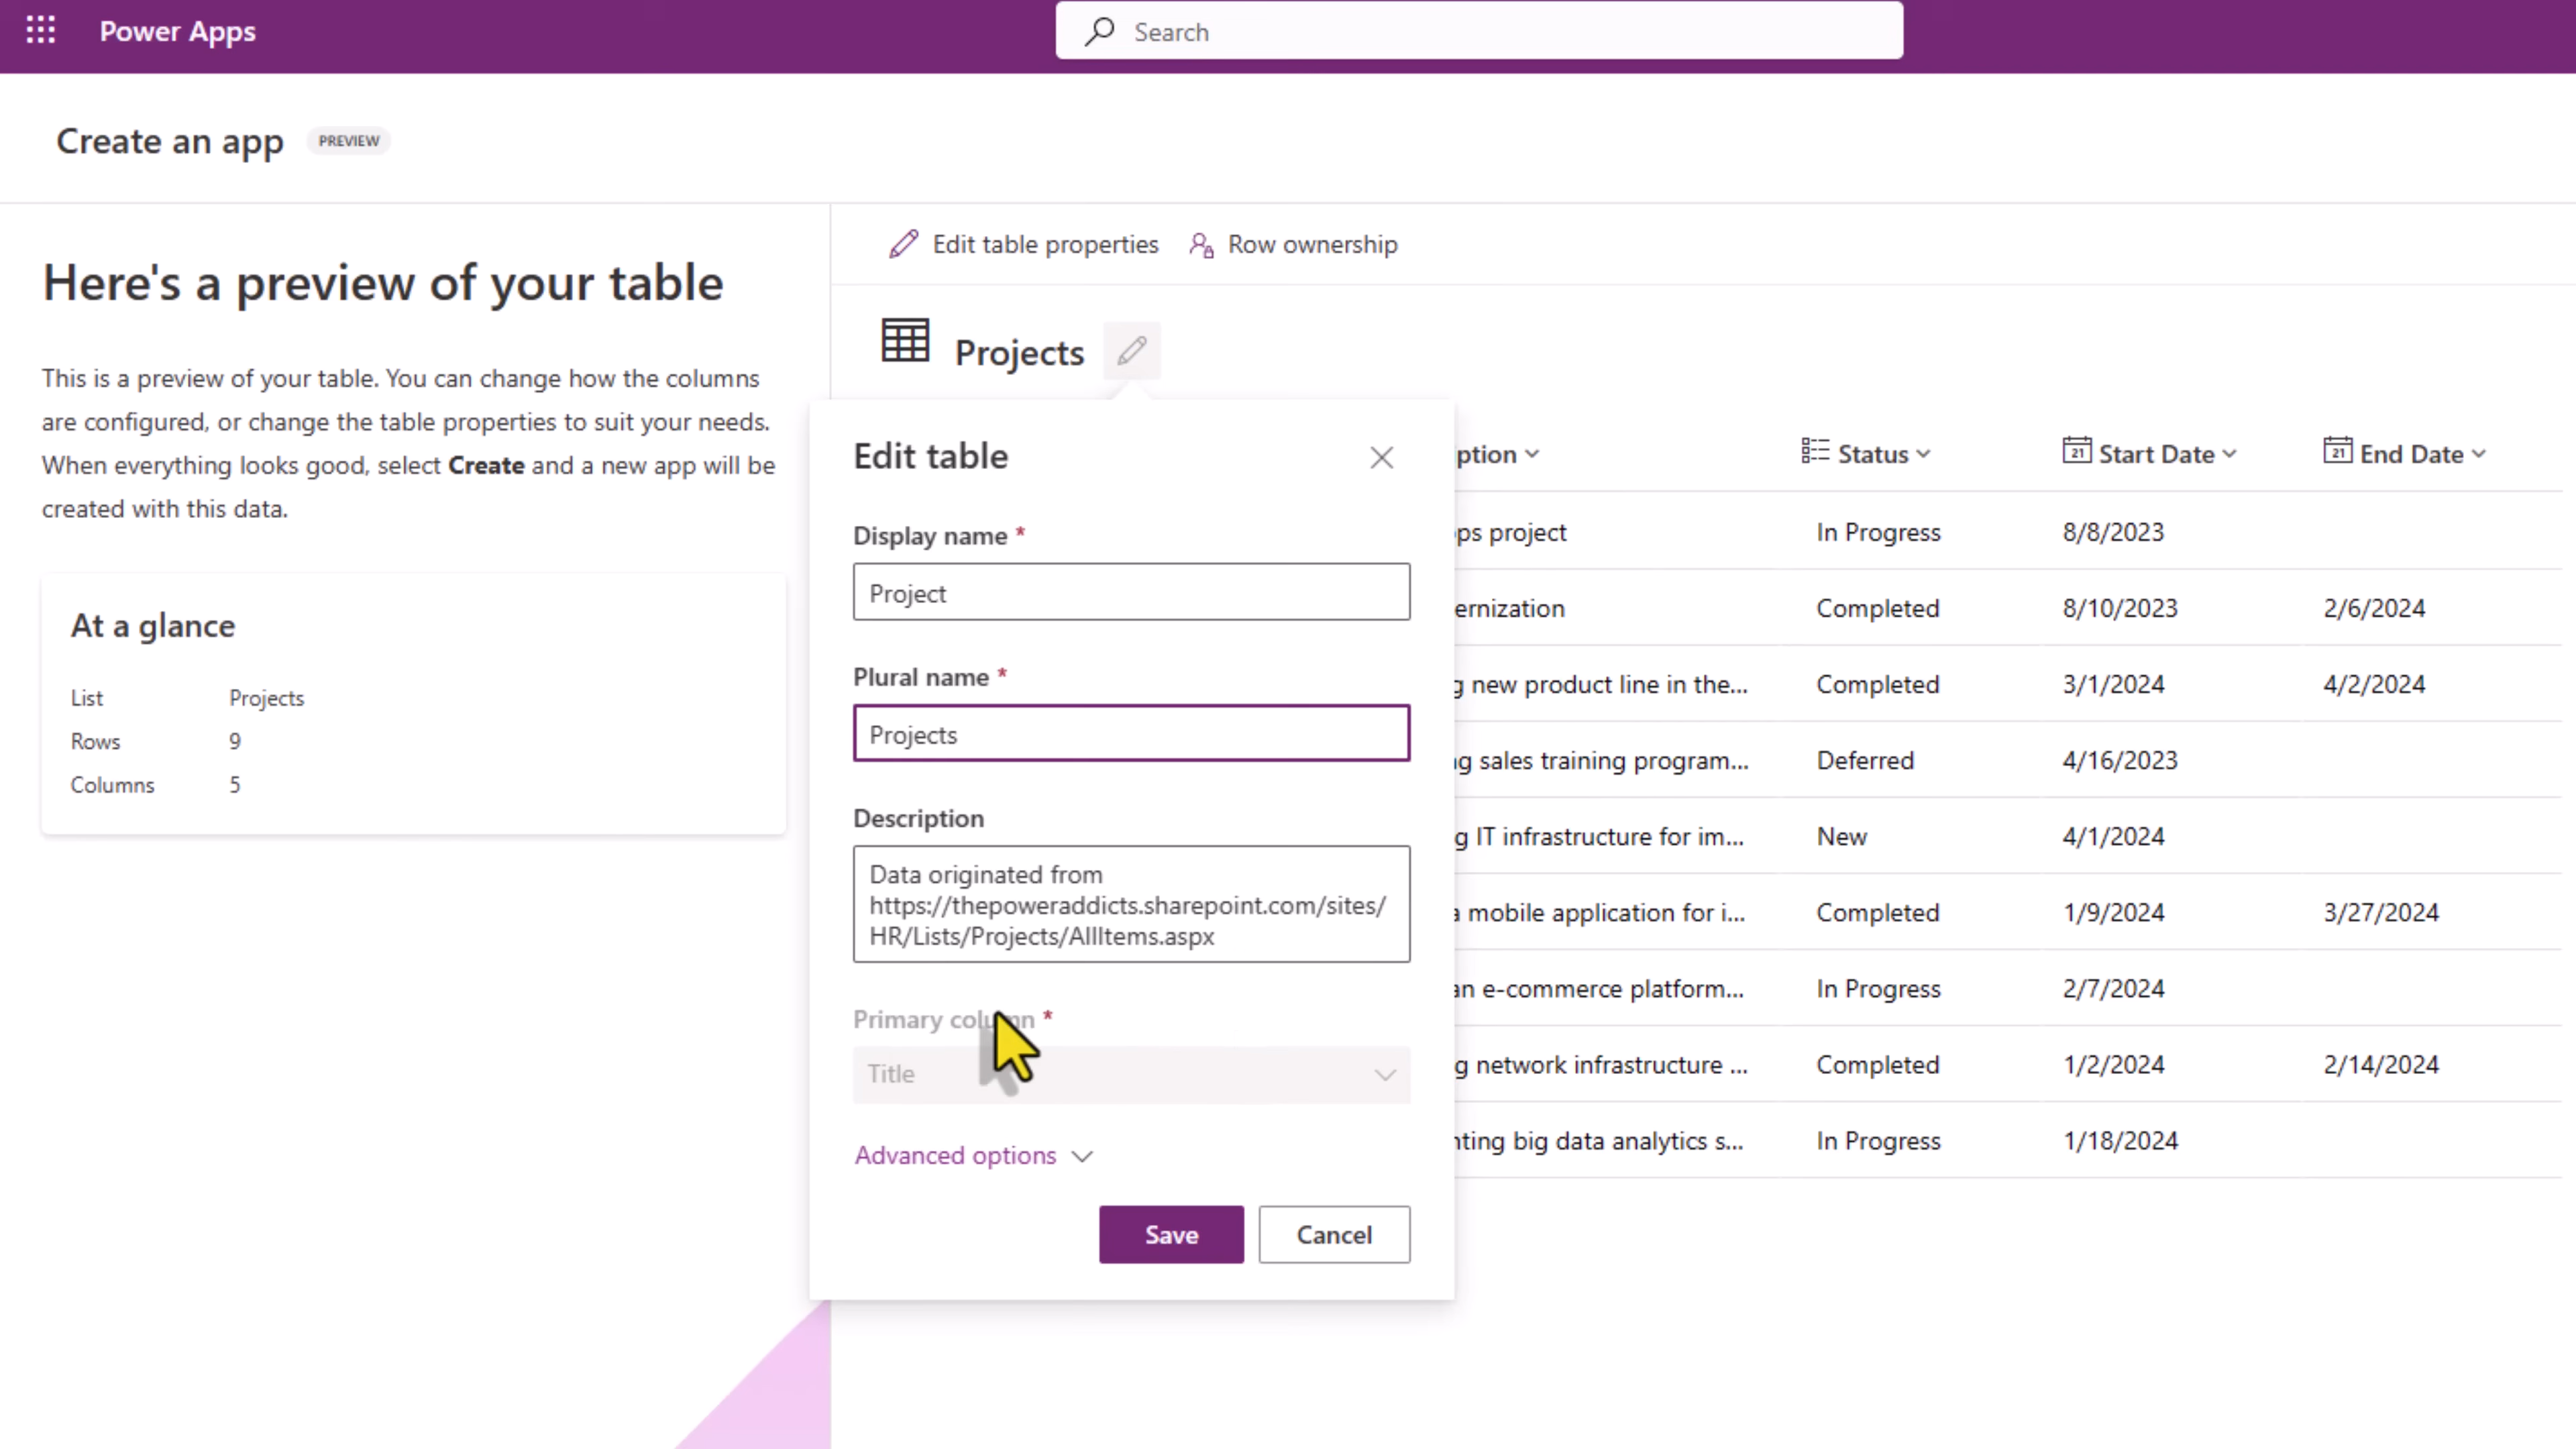 Power Apps
Search
Create an app PREVIEW
Here's a preview of your table
This is a preview of your table. You can change how the columns
are configured, or change the table properties to suit your needs.
When everything looks good, select Create and a new app will be
created with this data.
At a glance
List Projects
Rows 9
Columns 5
Edit table properties Row ownership
Projects
Edit table
Display name *
Project
Plural name *
Projects
Description
Data originated from
https://thepoweraddicts.sharepoint.com/sites/
HR/Lists/Projects/AllItems.aspx
Primary column *
Title
Advanced options
Save Cancel
ption Status 21 Start Date 21 End Date
ps project In Progress 8/8/2023
ernization Completed 8/10/2023 2/6/2024
g new product line in the... Completed 3/1/2024 4/2/2024
g sales training program... Deferred 4/16/2023
g IT infrastructure for im... New 4/1/2024
a mobile application for i... Completed 1/9/2024 3/27/2024
an e-commerce platform... In Progress 2/7/2024
g network infrastructure ... Completed 1/2/2024 2/14/2024
nting big data analytics s... In Progress 1/18/2024